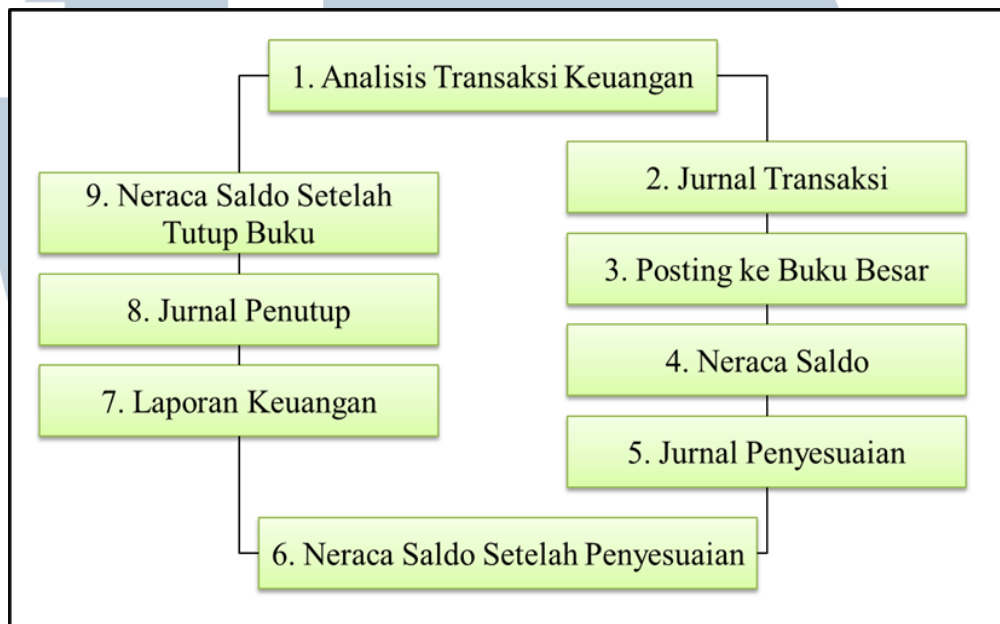 1. Analisis Transaksi Keuangan
2. Jurnal Transaksi
3. Posting ke Buku Besar
4. Neraca Saldo
5. Jurnal Penyesuaian
6. Neraca Saldo Setelah Penyesuaian
7. Laporan Keuangan
8. Jurnal Penutup
9. Neraca Saldo Setelah
Tutup Buku